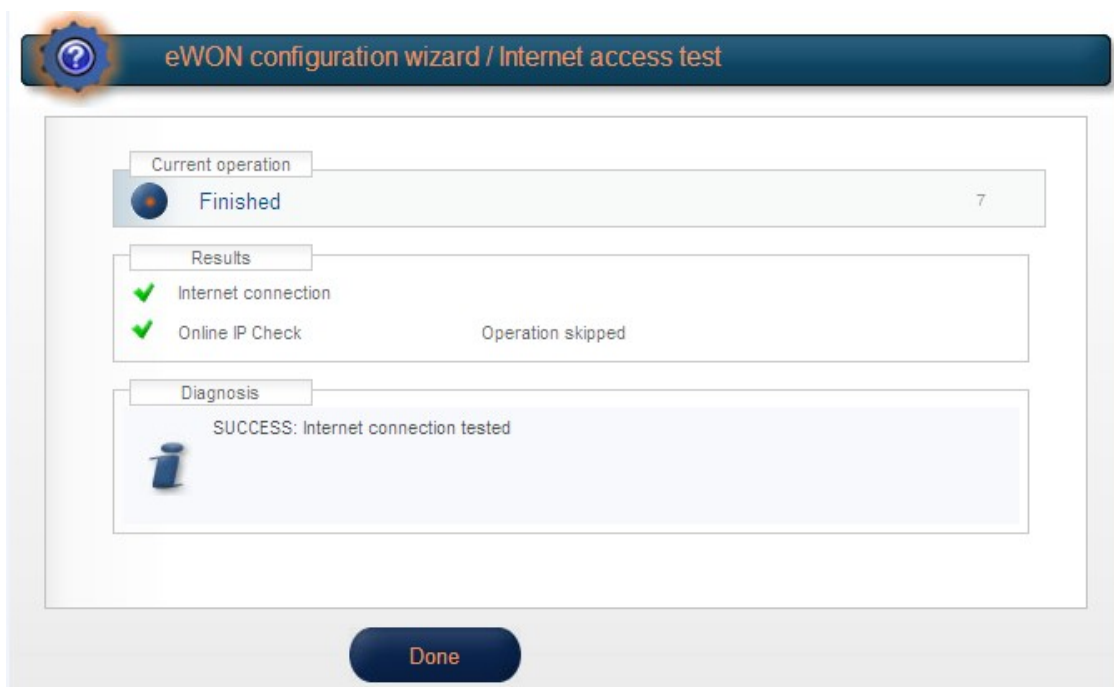 eWON configuration wizard / Internet access test
Current operation
Finished 7
Results
Internet connection
Online IP Check Operation skipped
Diagnosis
SUCCESS: Internet connection tested
Done